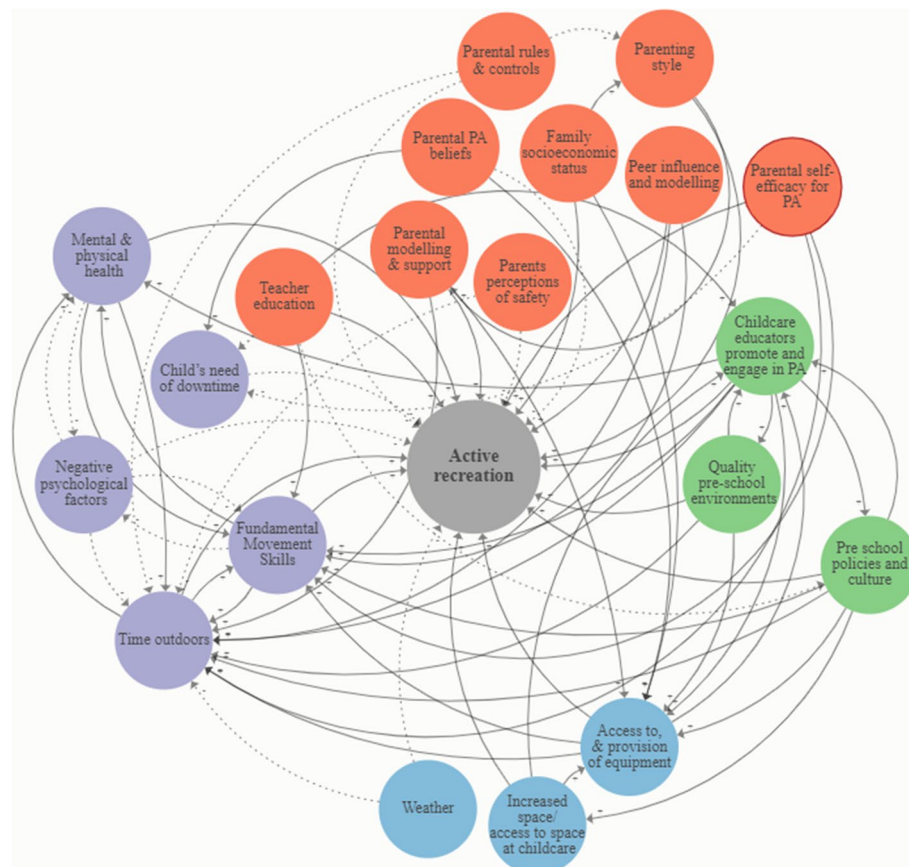 Parental rules
& controls
Parenting
style
Parental PA
beliefs
Family
socioeconomic
status
Peer influence
and modelling
Parental self-
efficacy for
PA
Mental &
physical
health
Parental
modelling
& support
Parents
perceptions
of safety
Teacher
education
Childcare
educators
promote and
engage in PA
Child's need
of downtime
Active
recreation
Negative
psychological
factors
Quality
pre-school
environments
Fundamental
Movement
Skills
Pre school
policies and
culture
Time outdoors
Access to,
& provision
of equipment
Weather
Increased
space/
access to space
at childcare